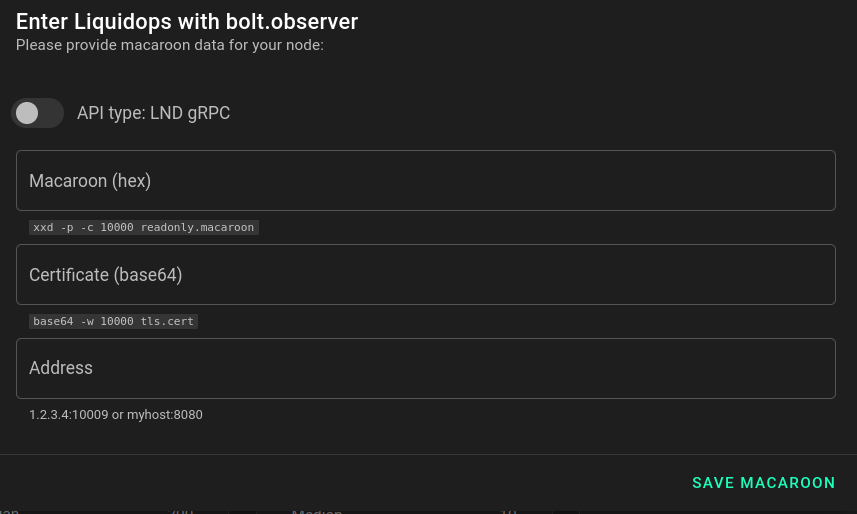 Enter Liquidops with bolt.observer
Please provide macaroon data for your node:
API type: LND gRPC
Macaroon (hex)
xxd -p -c 10000 readonly.macaroon
Certificate (base64)
base64 -w 10000 tls.cert
Address
1.2.3.4:10009 or myhost:8080
SAVE MACAROON